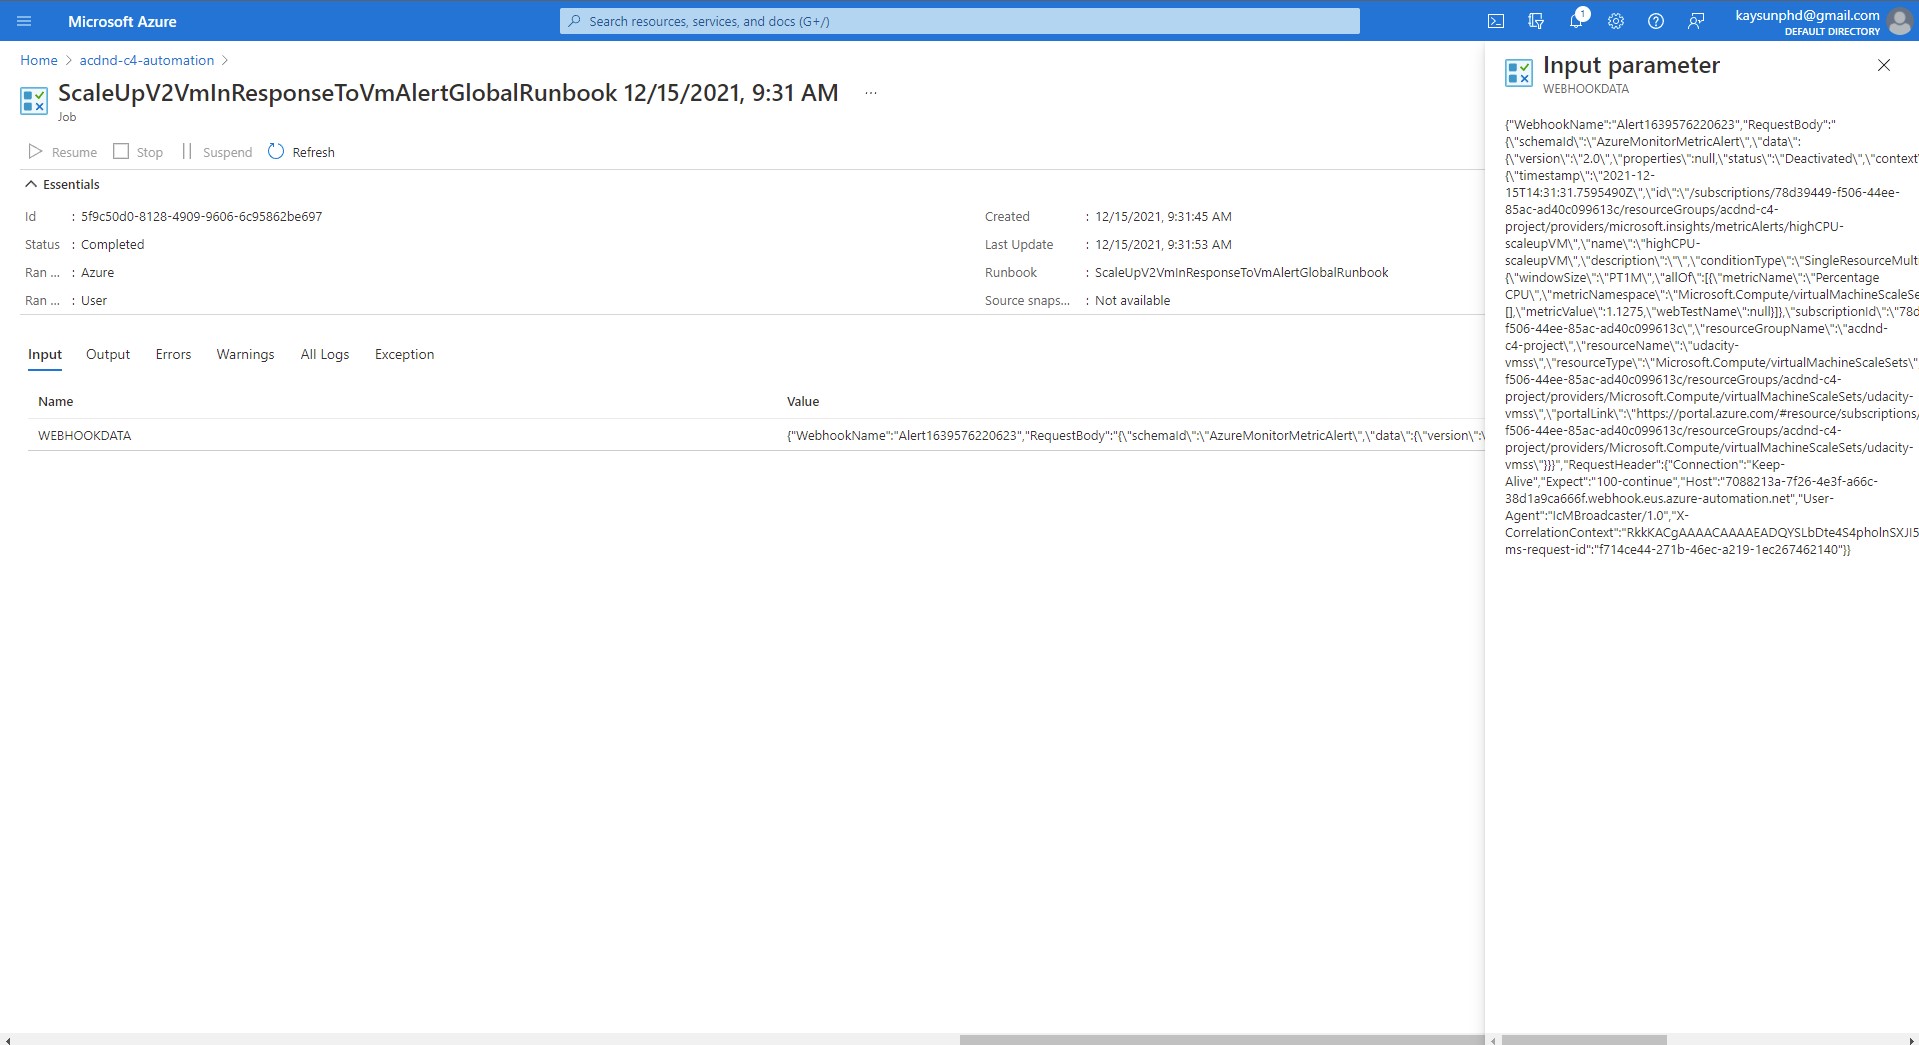 Microsoft Azure
Search resources, services, and docs (G+/)
1
kaysunphd@gmail.com
DEFAULT DIRECTORY
Home > acdnd-c4-automation >
ScaleUpV2VmInResponseToVmAlertGlobalRunbook 12/15/2021, 9:31 AM ...
Job
Resume Stop Suspend Refresh
Essentials
Id : 5f9c50d0-8128-4909-9606-6c95862be697
Created : 12/15/2021, 9:31:45 AM
Status : Completed
Last Update : 12/15/2021, 9:31:53 AM
Ran ... : Azure
Runbook : ScaleUpV2VmInResponseToVmAlertGlobalRunbook
Ran ... : User
Source snaps... : Not available
Input Output Errors Warnings All Logs Exception
Name Value
WEBHOOKDATA {"WebhookName":"Alert1639576220623","RequestBody":"{\"schemaId\":\"AzureMonitorMetricAlert\",\"data\":{\"version\":\
Input parameter
WEBHOOKDATA
{"WebhookName":"Alert1639576220623","RequestBody":"
{\"schemaId\":\"AzureMonitorMetricAlert\",\"data\":
{\"version\":\"2.0\",\"properties\":null,\"status\":\"Deactivated\",\"context\
{\"timestamp\":\"2021-12-
15T14:31:31.7595490Z\",\"id\":\"/subscriptions/78d39449-f506-44ee-
85ac-ad40c099613c/resourceGroups/acdnd-c4-
project/providers/microsoft.insights/metricAlerts/highCPU-
scaleupVM\",\"name\":\"highCPU-
scaleupVM\",\"description\":\"\",\"conditionType\":\"SingleResourceMulti
{\"windowSize\":\"PT1M\",\"allOf\":[{\"metricName\":\"Percentage
CPU\",\"metricNamespace\":\"Microsoft.Compute/virtualMachineScaleSe
[],\"metricValue\":1.1275,\"webTestName\":null}]},\"subscriptionId\":\"78d
f506-44ee-85ac-ad40c099613c\",\"resourceGroupName\":\"acdnd-
c4-project\",\"resourceName\":\"udacity-
vmss\",\"resourceType\":\"Microsoft.Compute/virtualMachineScaleSets\"
f506-44ee-85ac-ad40c099613c/resourceGroups/acdnd-c4-
project/providers/Microsoft.Compute/virtualMachineScaleSets/udacity-
vmss\",\"portalLink\":\"https://portal.azure.com/#resource/subscriptions/
f506-44ee-85ac-ad40c099613c/resourceGroups/acdnd-c4-
project/providers/Microsoft.Compute/virtualMachineScaleSets/udacity-
vmss\"}}}","RequestHeader":{"Connection":"Keep-
Alive","Expect":"100-continue","Host":"7088213a-7f26-4e3f-a66c-
38d1a9ca666f.webhook.eus.azure-automation.net","User-
Agent":"IcMBroadcaster/1.0","X-
CorrelationContext":"RkkKACgAAAACAAAAEADQYSLbDte4S4pholnSXJI5
ms-request-id":"f714ce44-271b-46ec-a219-1ec267462140"}}